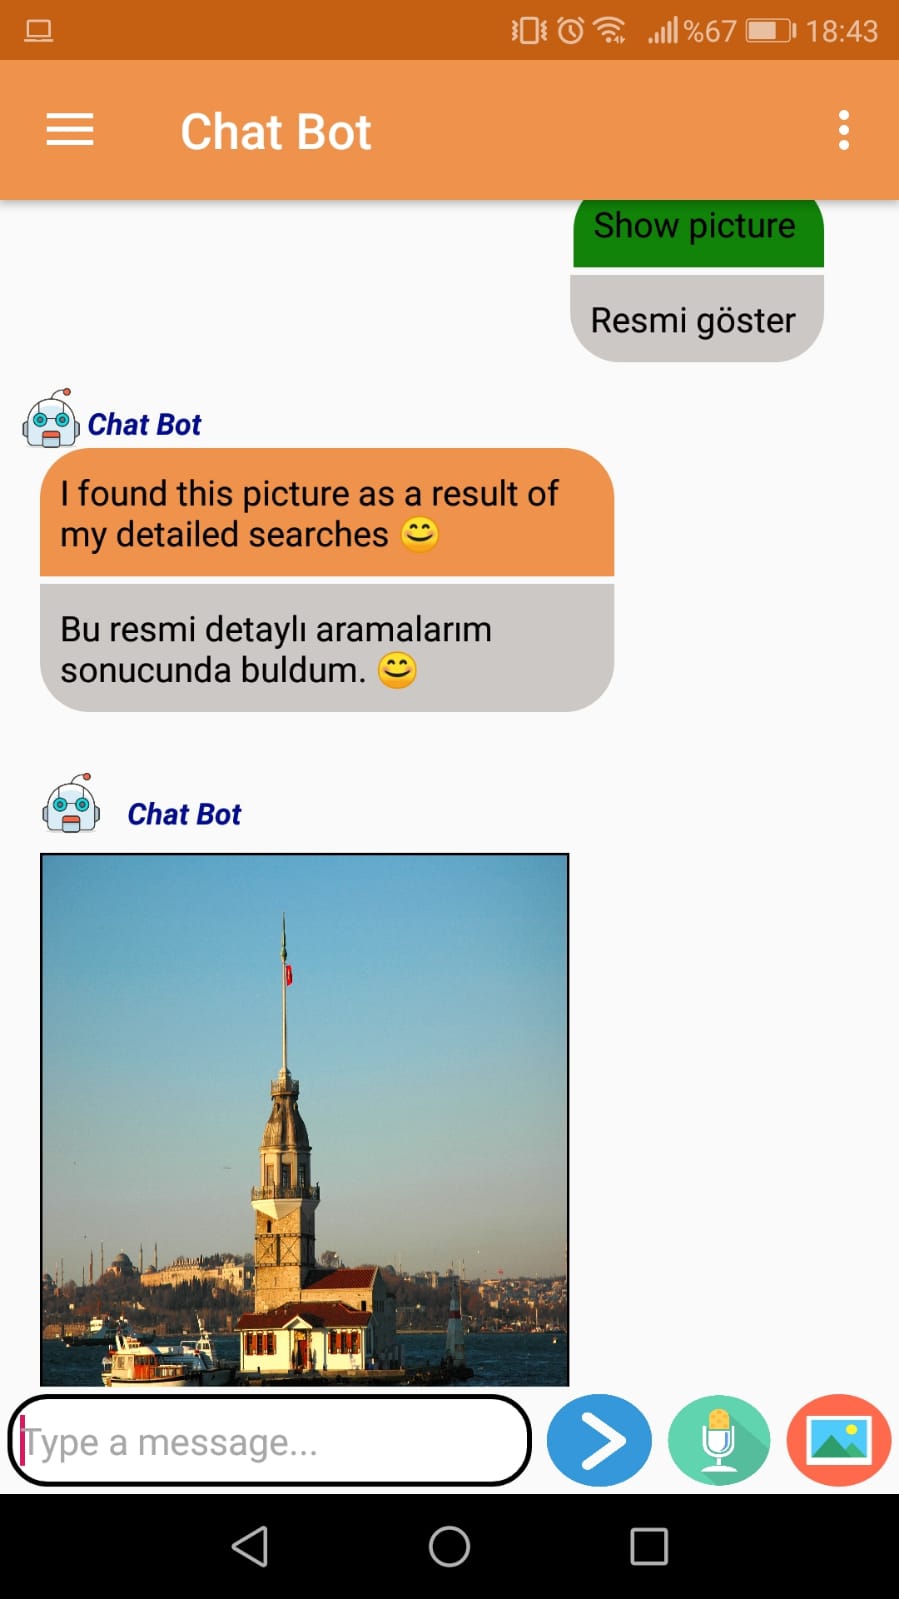 %67 18:43
Chat Bot
Show picture
Resmi göster
Chat Bot
I found this picture as a result of
my detailed searches 😊
Bu resmi detaylı aramalarım
sonucunda buldum. 😊
Chat Bot
Type a message...